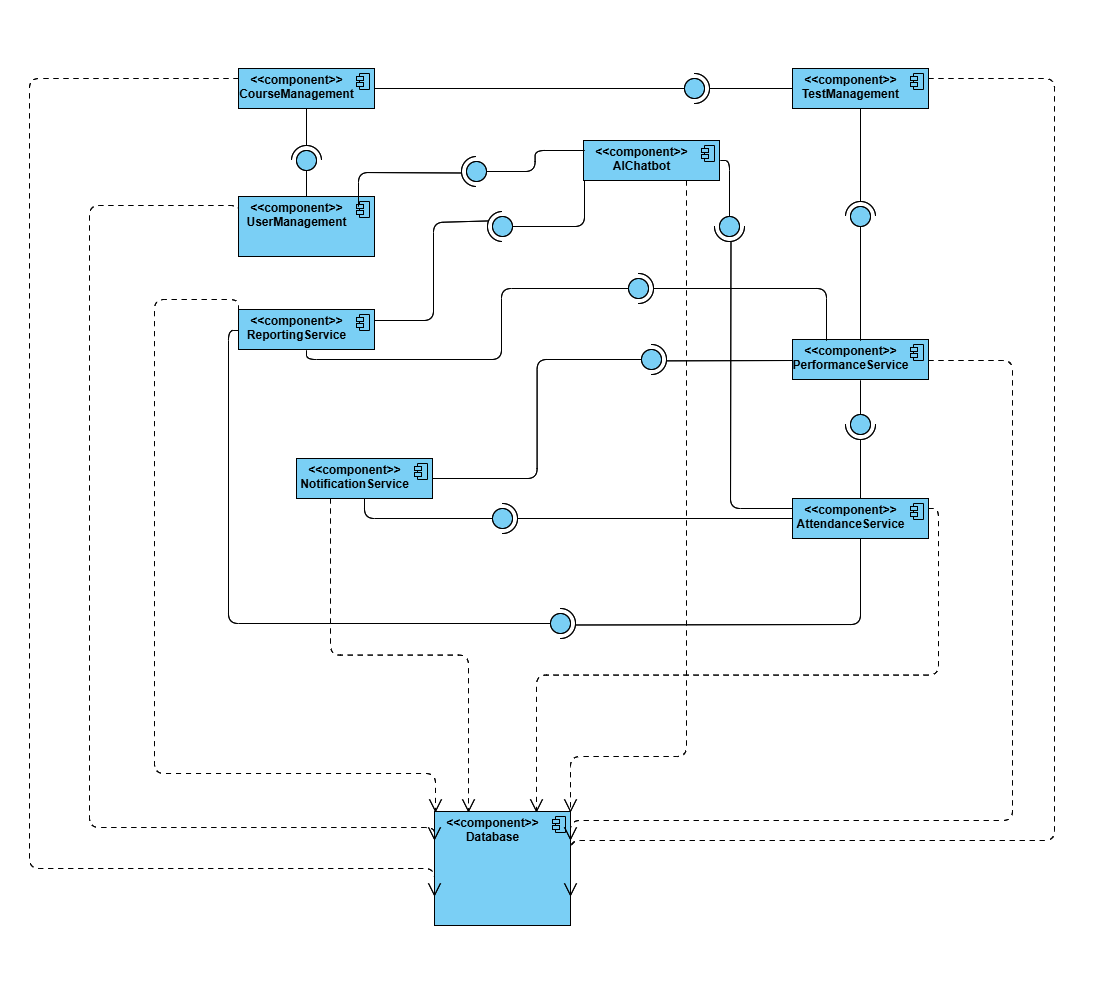 <<component>>
CourseManagement
<<component>>
TestManagement
<<component>>
AIChatbot
<<component>>
UserManagement
<<component>>
ReportingService
<<component>>
PerformanceService
<<component>>
NotificationService
<<component>>
AttendanceService
<<component>>
Database